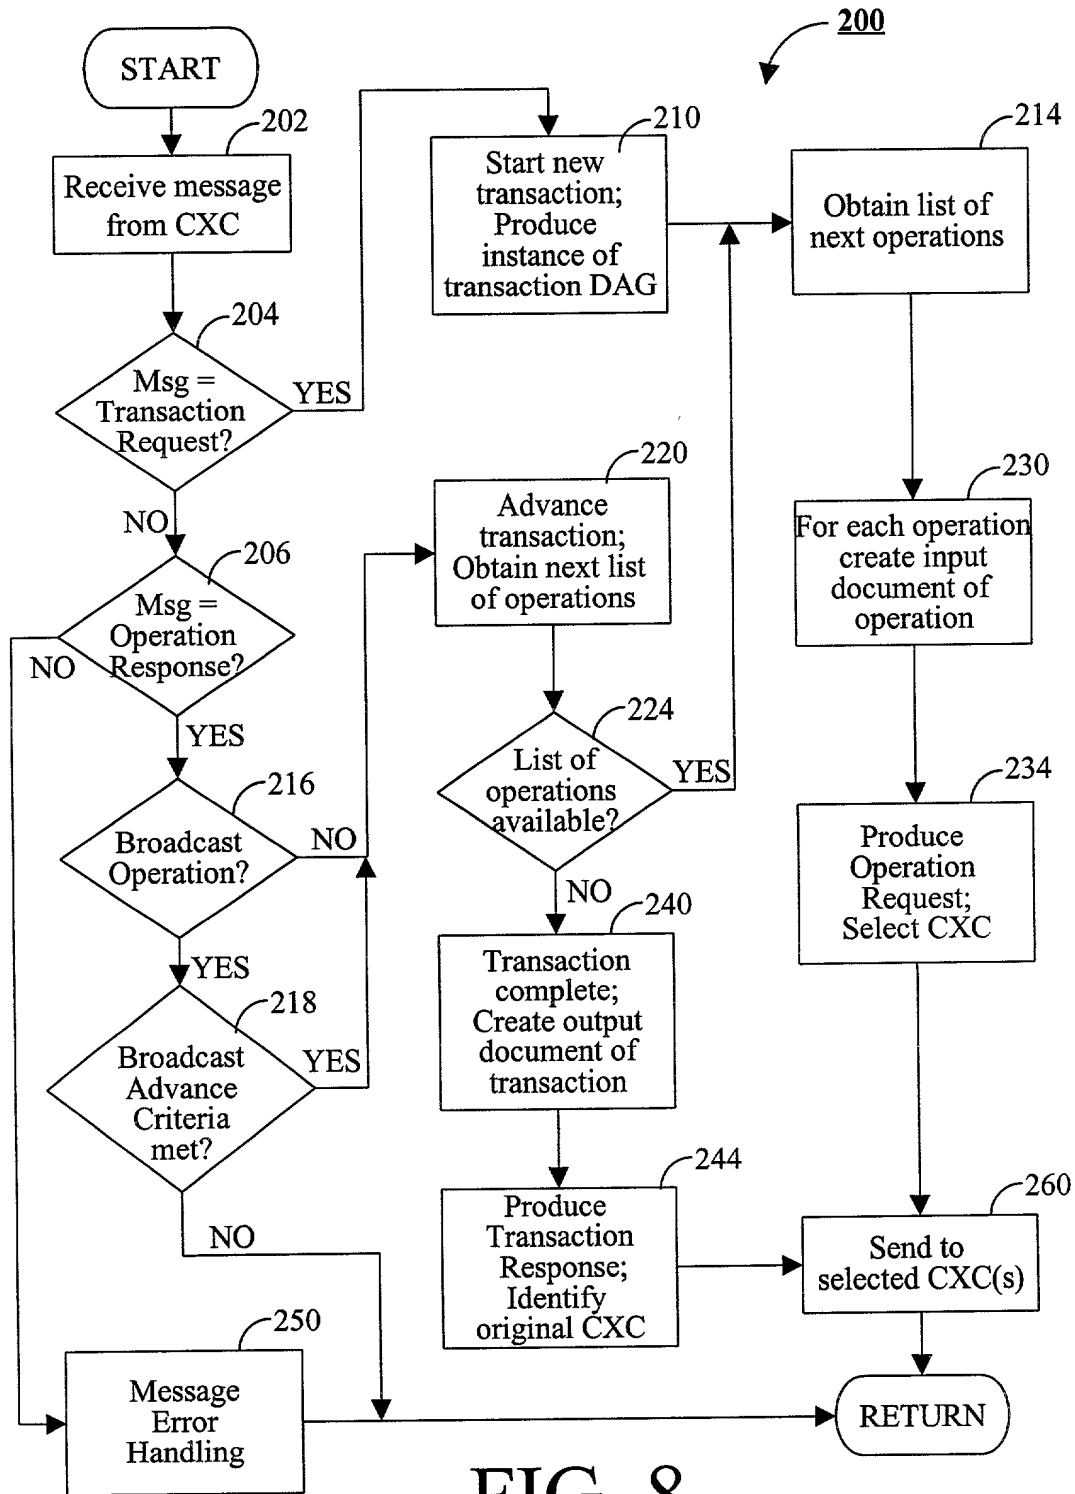 200
START
202
Receive message
from CXC
204
Msg =
Transaction
Request?
YES
NO
206
Msg =
Operation
Response?
NO
YES
216
Broadcast
Operation?
NO
YES
218
Broadcast
Advance
Criteria
met?
YES
NO
250
Message
Error
Handling
210
Start new
transaction;
Produce
instance of
transaction DAG
220
Advance
transaction;
Obtain next list
of operations
224
List of
operations
available?
YES
NO
240
Transaction
complete;
Create output
document of
transaction
244
Produce
Transaction
Response;
Identify
original CXC
214
Obtain list of
next operations
230
For each operation
create input
document of
operation
234
Produce
Operation
Request;
Select CXC
260
Send to
selected CXC(s)
RETURN
FIG. 8